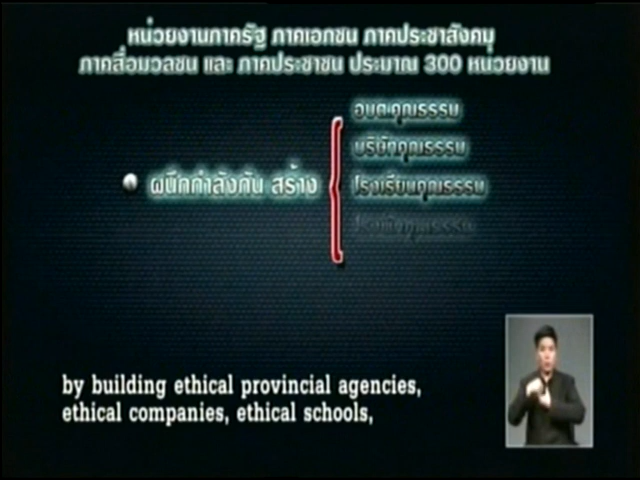 หน่วยงานภาครัฐ ภาคเอกชน ภาคประชาสังคม
ภาคสื่อมวลชน และ ภาคประชาชน ประมาณ 300 หน่วยงาน
อบต.คุณธรรม
บริษัทคุณธรรม
ผนึกกำลังกัน สร้าง
โรงเรียนคุณธรรม
by building ethical provincial agencies,
ethical companies, ethical schools,